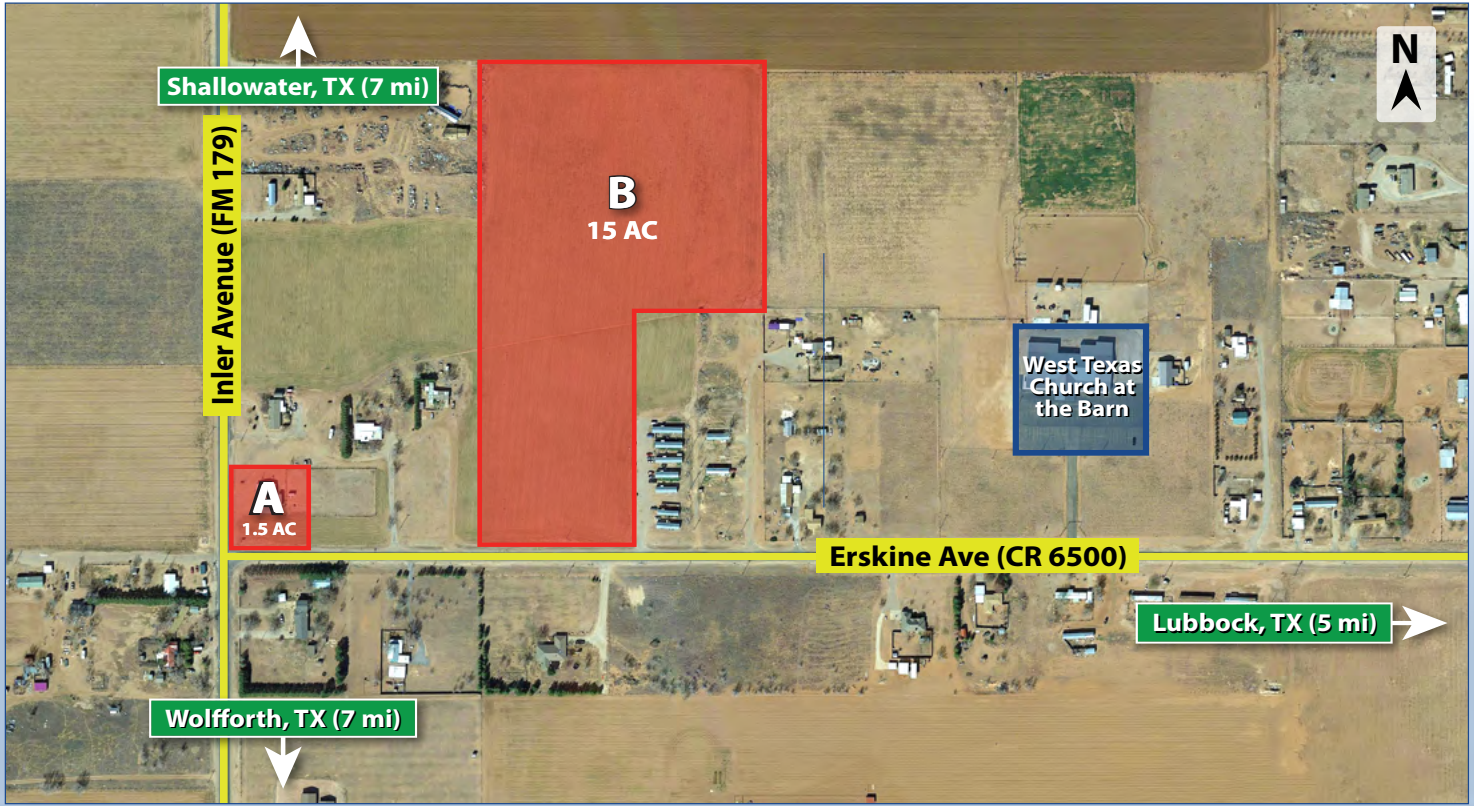 N
Shallowater, TX (7 mi)
Inler Avenue (FM 179)
B
15 AC
West Texas
Church at
the Barn
A
1.5 AC
Erskine Ave (CR 6500)
Lubbock, TX (5 mi)
Wolfforth, TX (7 mi)